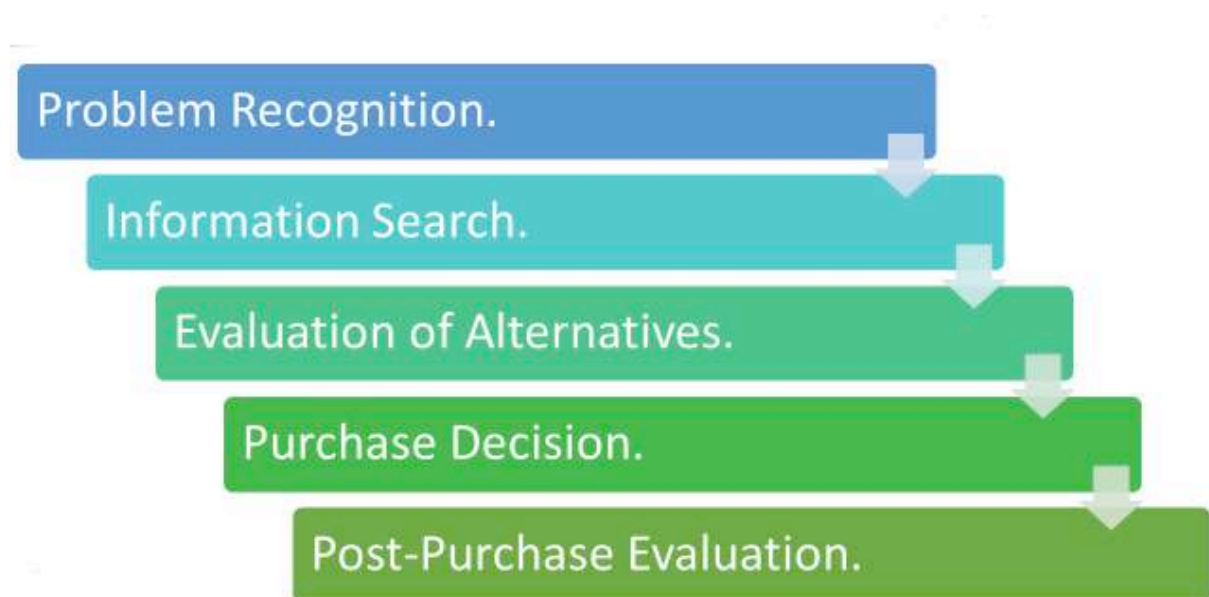 Problem Recognition.
Information Search.
Evaluation of Alternatives.
Purchase Decision.
Post-Purchase Evaluation.